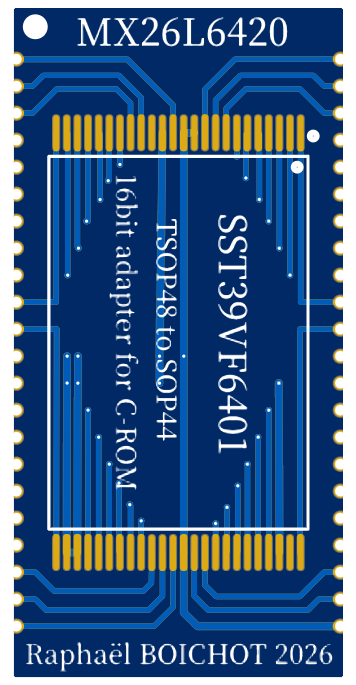 MX26L6420
SST39VF6401
TSOP48 to SOP44
16bit adapter for C-ROM
Raphaël BOICHOT 2026